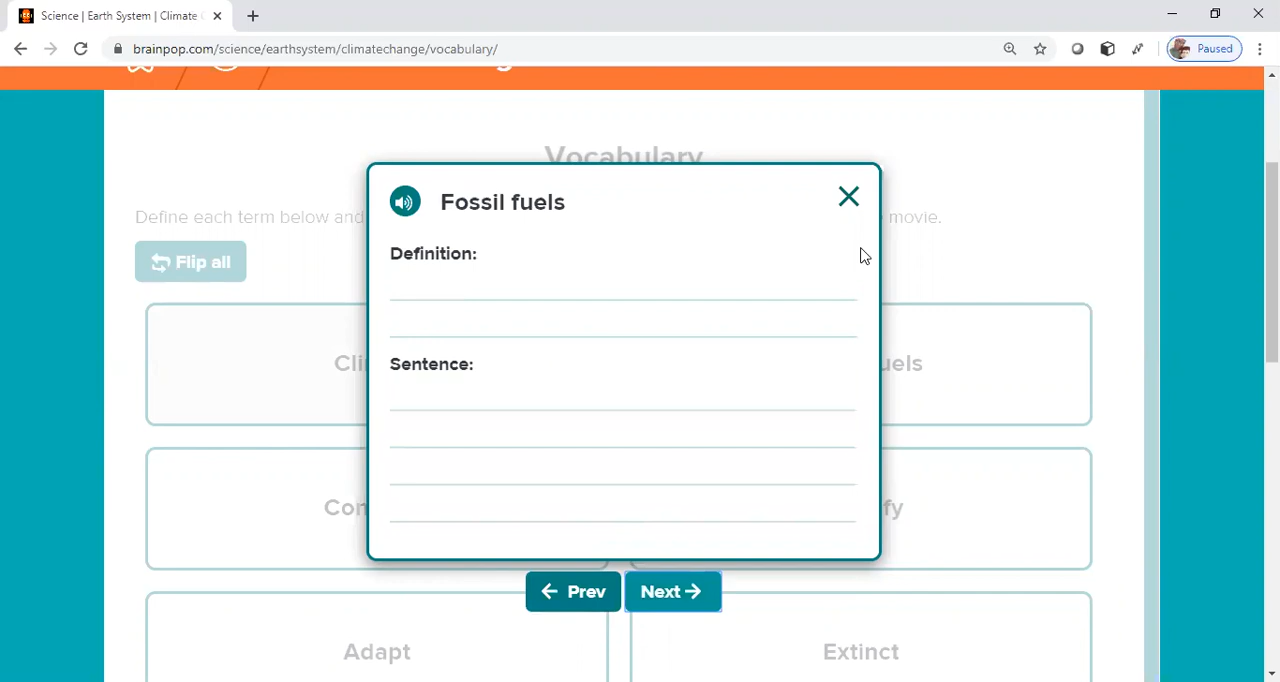 Science | Earth System | Climate
brainpop.com/science/earthsystem/climatechange/vocabulary/
Paused
Vocabulary
Define each term below and
movie.
Flip all
Fossil fuels
Definition:
Sentence:
Prev
Next
Adapt
Extinct